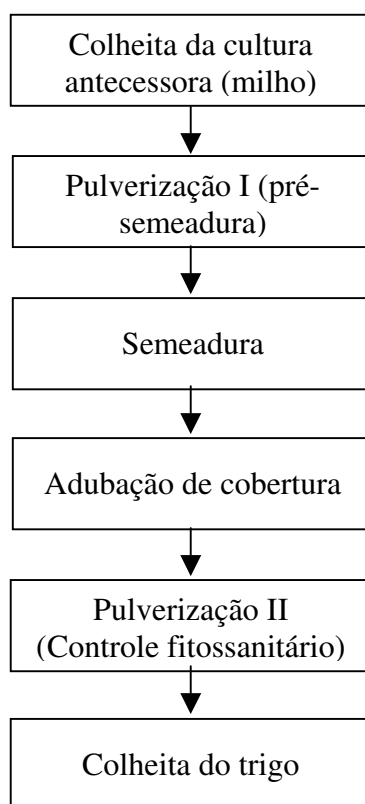 Colheita da cultura
antecessora (milho)
Pulverização I (pré-
semeadura)
Semeadura
Adubação de cobertura
Pulverização II
(Controle fitossanitário)
Colheita do trigo